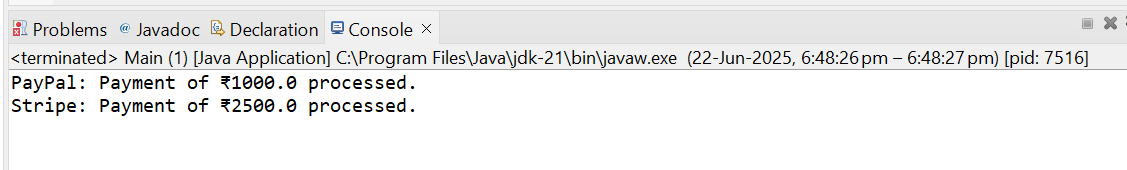 Problems @ Javadoc Declaration Console
<terminated> Main (1) [Java Application] C:\Program Files\Java\jdk-21\bin\javaw.exe (22-Jun-2025, 6:48:26 pm – 6:48:27 pm) [pid: 7516]
PayPal: Payment of ₹1000.0 processed.
Stripe: Payment of ₹2500.0 processed.